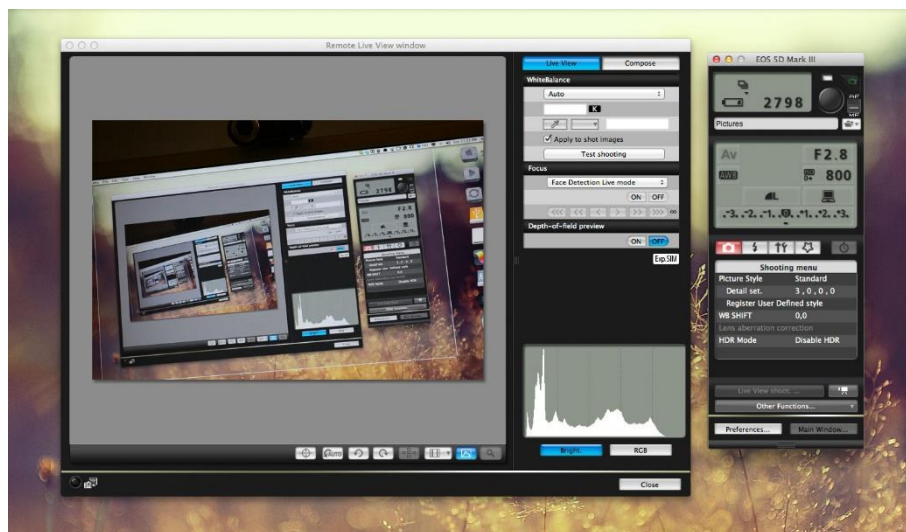 Remote Live View window
Live View
Compose
WhiteBalance
Auto
K
Apply to shot images
Test shooting
Focus
Face Detection Live mode
ON OFF
<<< << < > >> >>> ∞
Depth-of-field preview
ON OFF
Exp.SIM
Bright.
RGB
AUTO
Close
EOS 5D Mark III
2798
AF
MF
Pictures
Av
F2.8
AWB
ISO
800
L
-3..-2..-1..0..+1..+2..+3.
Shooting menu
Picture Style Standard
Detail set. 3 , 0 , 0 , 0
Register User Defined style
WB SHIFT 0,0
Lens aberration correction
HDR Mode Disable HDR
Live View shoot. ...
Other Functions...
Preferences...
Main Window...